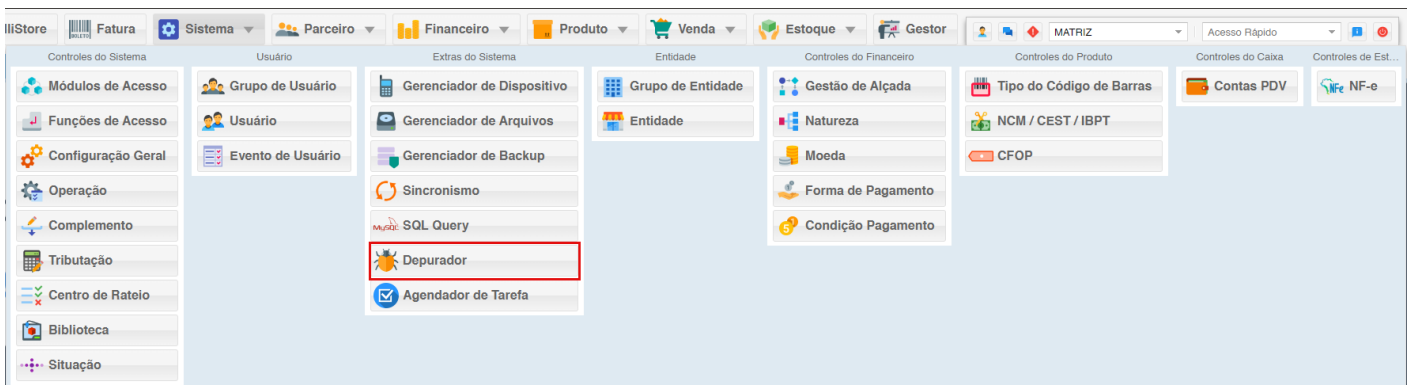 lliStore
BOLETO
Fatura
Sistema
Parceiro
Financeiro
Produto
Venda
Estoque
Gestor
MATRIZ
Acesso Rápido
Controles do Sistema
Usuário
Extras do Sistema
Entidade
Controles do Financeiro
Controles do Produto
Controles do Caixa
Controles de Est...
Módulos de Acesso
Grupo de Usuário
Gerenciador de Dispositivo
Grupo de Entidade
Gestão de Alçada
Tipo do Código de Barras
Contas PDV
NFe NF-e
Funções de Acesso
Usuário
Gerenciador de Arquivos
Entidade
Natureza
NCM / CEST / IBPT
Configuração Geral
Evento de Usuário
Gerenciador de Backup
Moeda
CFOP
Operação
Sincronismo
Forma de Pagamento
Complemento
MySQL SQL Query
5 Condição Pagamento
Tributação
Depurador
Centro de Rateio
Agendador de Tarefa
Biblioteca
Situação